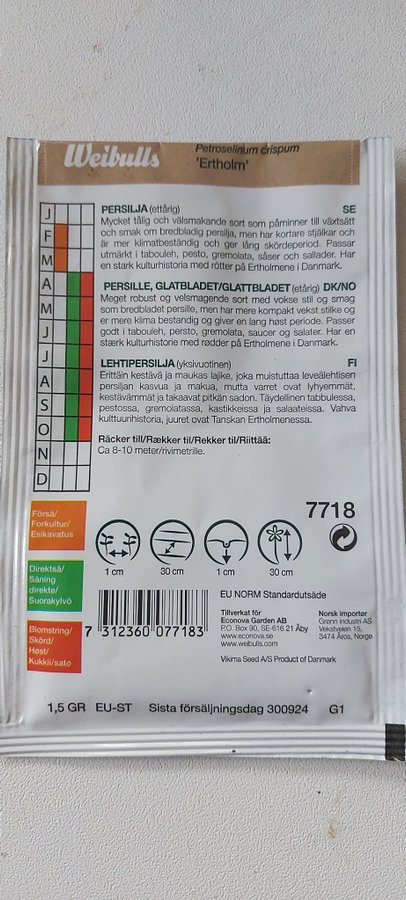 Weibulls
Petroselinum crispum
'Ertholm'
J
F
M
A
M
J
J
A
S
O
N
D
PERSILJA (ettårig) SE
Mycket tålig och välsmakande sort som påminner till växtsätt
och smak om bredbladig persilja, men har kortare stjälkar och
är mer klimatbeständig och ger lång skördeperiod. Passar
utmärkt i tabouleh, pesto, gremolata, såser och sallader. Har
en stark kulturhistoria med rötter på Ertholmene i Danmark.
PERSILLE, GLATBLADET/GLATTBLADET (etårig) DK/NO
Meget robust og velsmagende sort med vokse stil og smag
som bredbladet persille, men har mere kompakt vekst stilke og
er mere klima bestandig og giver en lang høst periode. Passer
godt i tabouleh, persto, gremolata, saucer og salater. Har en
stærk kulturhistorie med rødder på Ertholmene i Danmark.
LEHTIPERSILJA (yksivuotinen) FI
Erittäin kestävä ja maukas lajike, joka muistuttaa leveälehtisen
persiljan kasvua ja makua, mutta varret ovat lyhyemmät,
kestävämmät ja takaavat pitkän sadon. Täydellinen tabbulessa,
pestossa, gremolatassa, kastikkeissa ja salaateissa. Vahva
kulttuurihistoria, juuret ovat Tanskan Ertholmenessa.
Räcker till/Rækker til/Rekker til/Riittää:
Ca 8-10 meter/rivimetrille.
Förså/
Forkultur/
Esikavatus
7718
1 cm 30 cm 1 cm 30 cm
Direktså/
Såning
direkte/
Suorakylvö
EU NORM Standardutsäde
Blomstring/
Skörd/
Høst/
Kukkii/sato
7 312360 077183
Tillverkat för
Econova Garden AB
P.O. Box 90, SE-616 21 Åby
www.econova.se
www.weibulls.com
Norsk importør
Grenn industri AS
Vekstveien 15,
3474 Åros, Norge
Vikima Seed A/S Product of Danmark
1,5 GR EU-ST Sista försäljningsdag 300924 G1